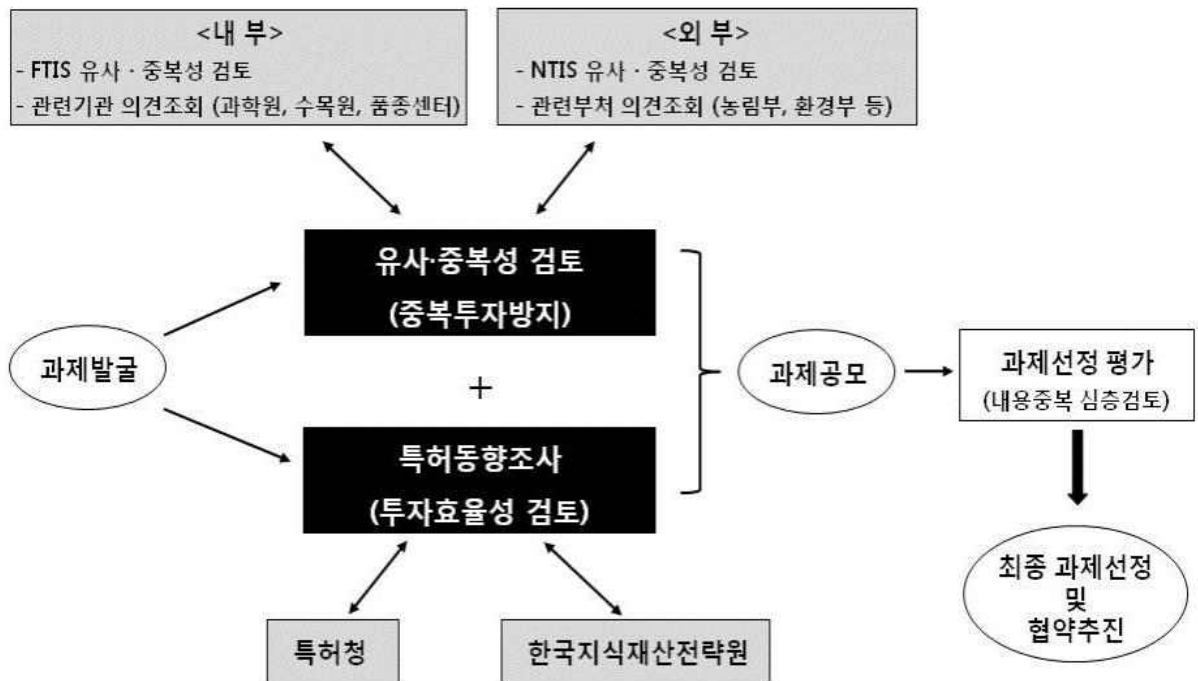 <내 부>
- FTIS 유사 · 중복성 검토
- 관련기관 의견조회 (과학원, 수목원, 품종센터)
<외 부>
- NTIS 유사 · 중복성 검토
- 관련부처 의견조회 (농림부, 환경부 등)
유사·중복성 검토
(중복투자방지)
과제발굴
+
특허동향조사
(투자효율성 검토)
과제공모
과제선정 평가
(내용중복 심층검토)
최종 과제선정
및
협약추진
특허청
한국지식재산전략원